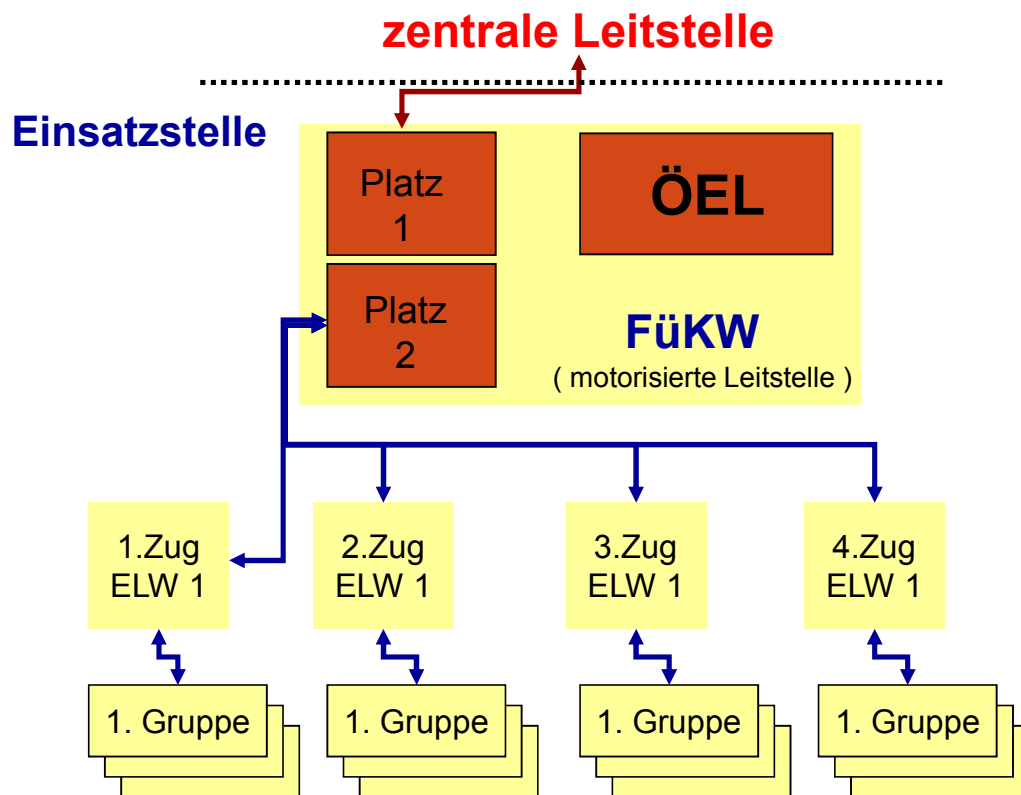 zentrale Leitstelle
Einsatzstelle
Platz
1
ÖEL
Platz
2
FüKW
( motorisierte Leitstelle )
1.Zug
ELW 1
2.Zug
ELW 1
3.Zug
ELW 1
4.Zug
ELW 1
1. Gruppe
1. Gruppe
1. Gruppe
1. Gruppe